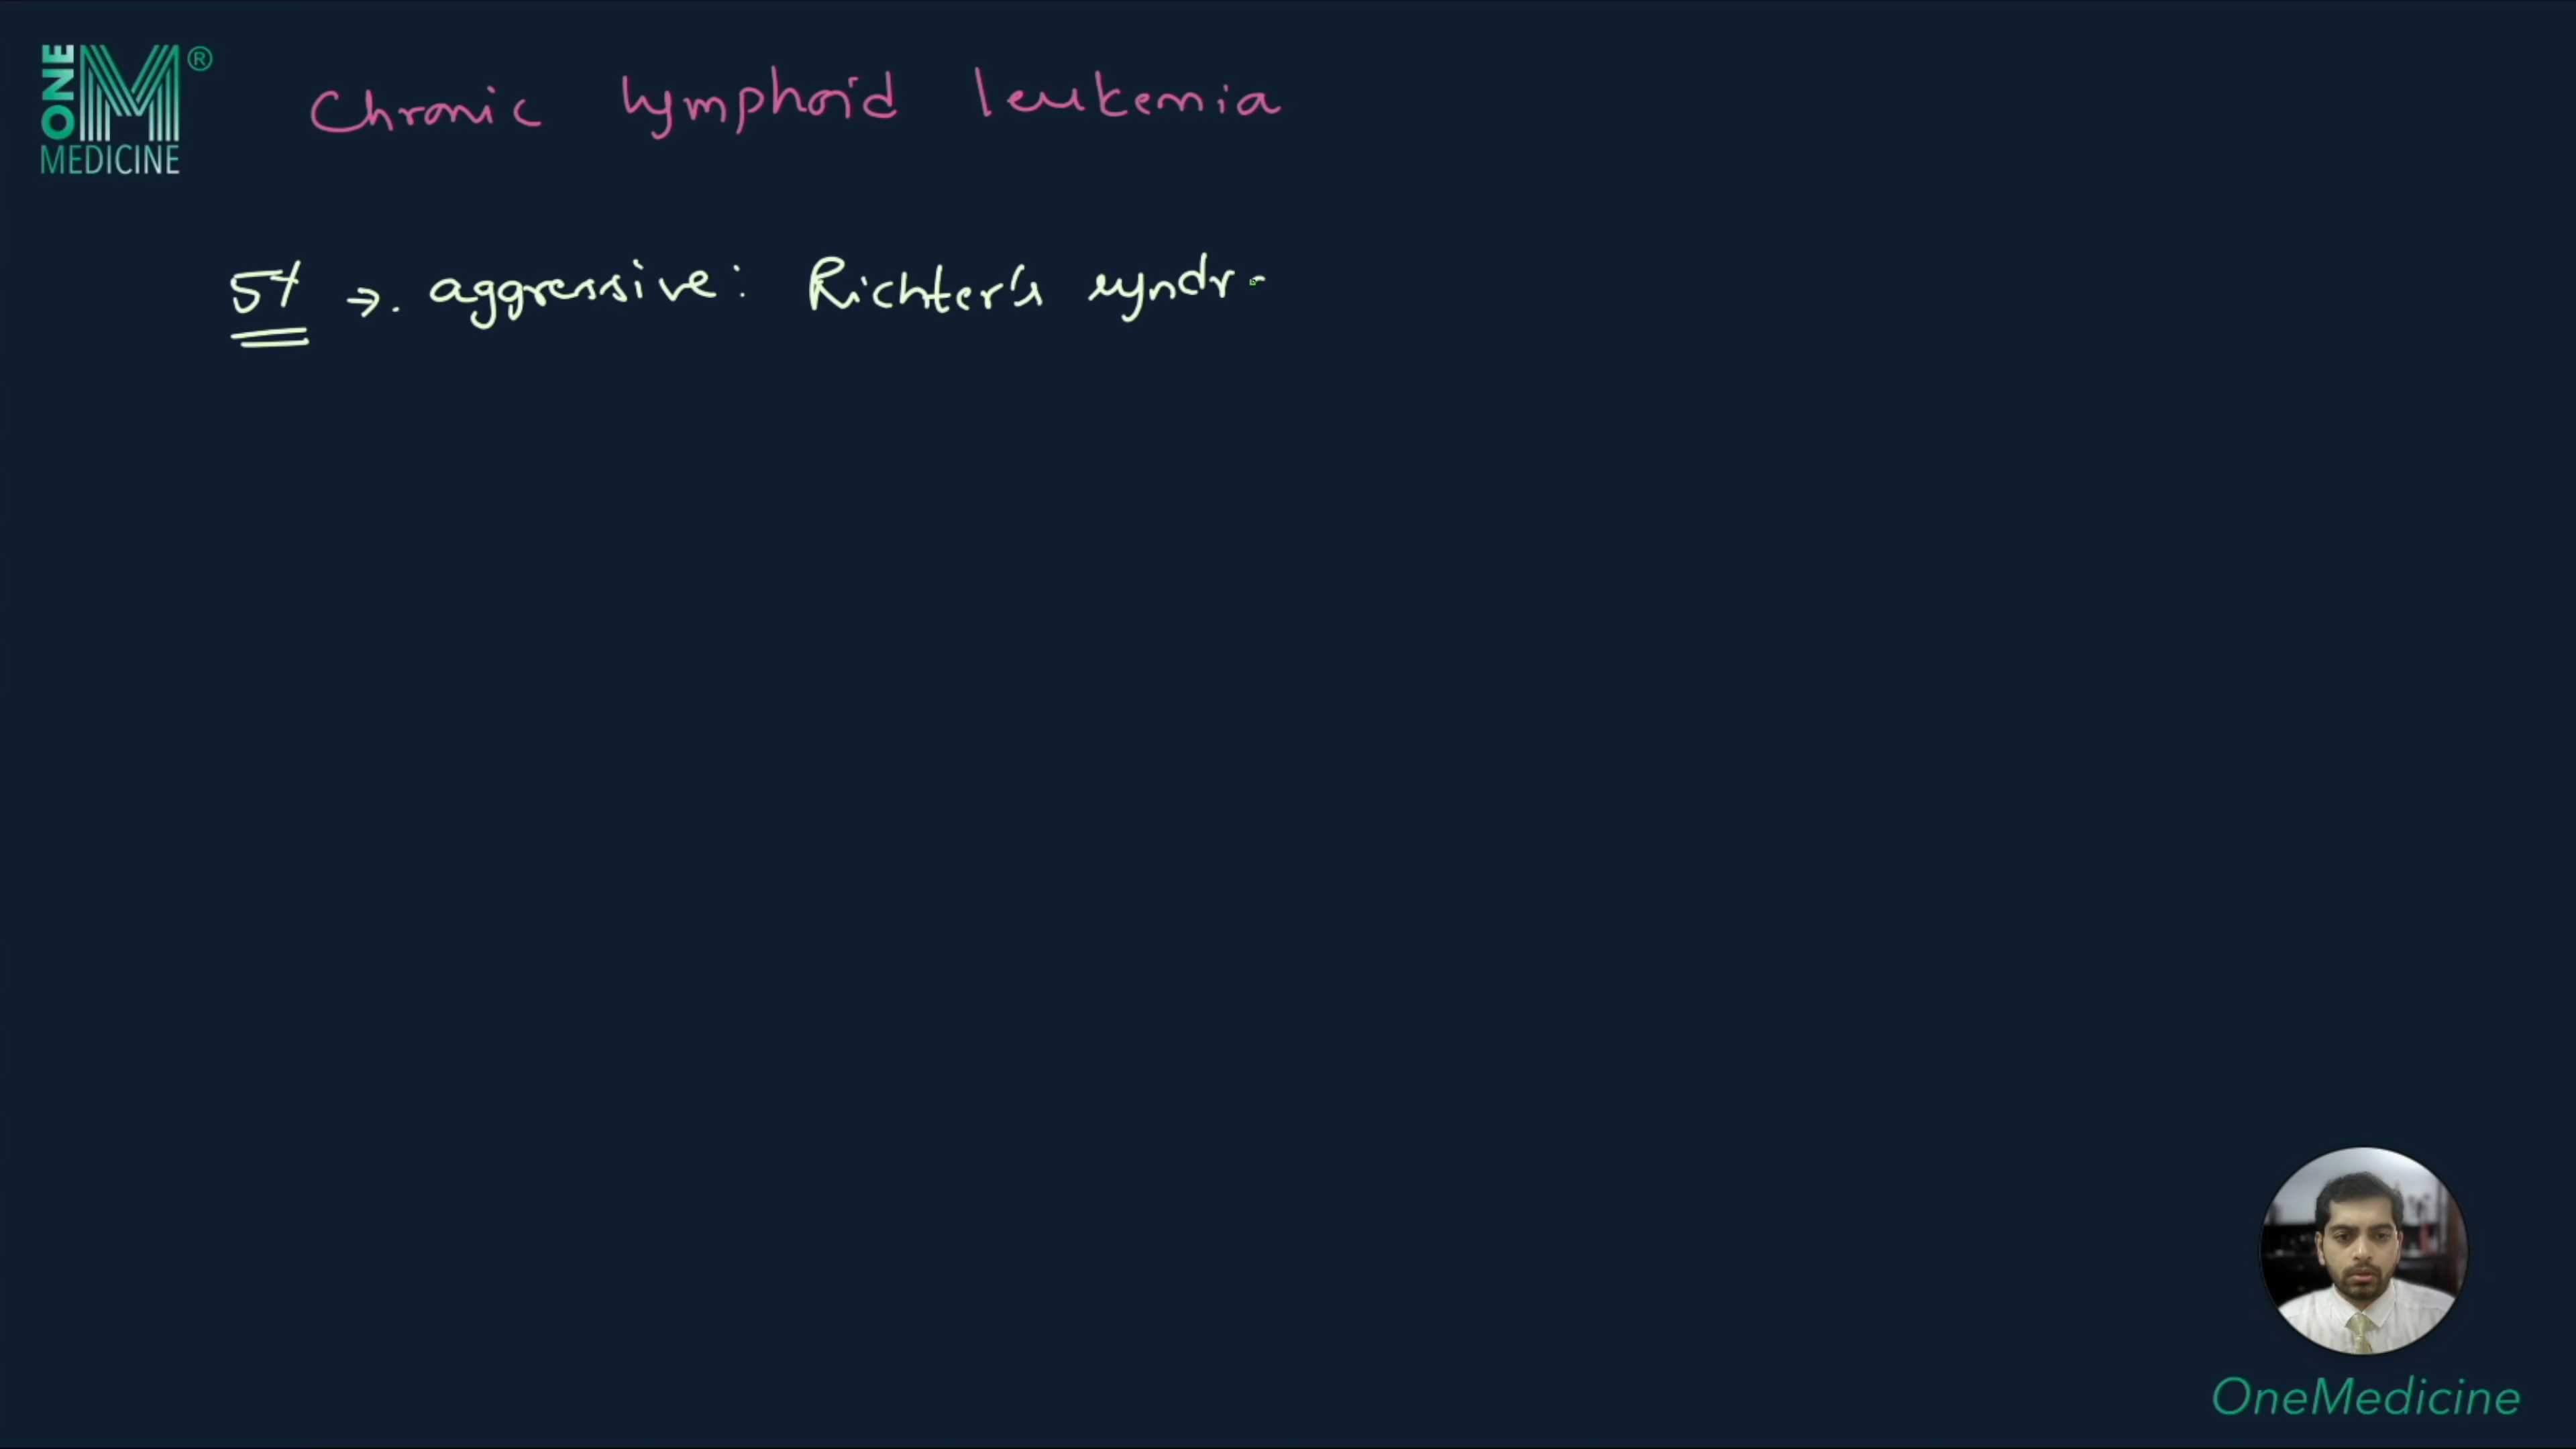 ONE M ®
MEDICINE
Chronic lymphoid leukemia
5% →. aggressive: Richter's syndr
OneMedicine